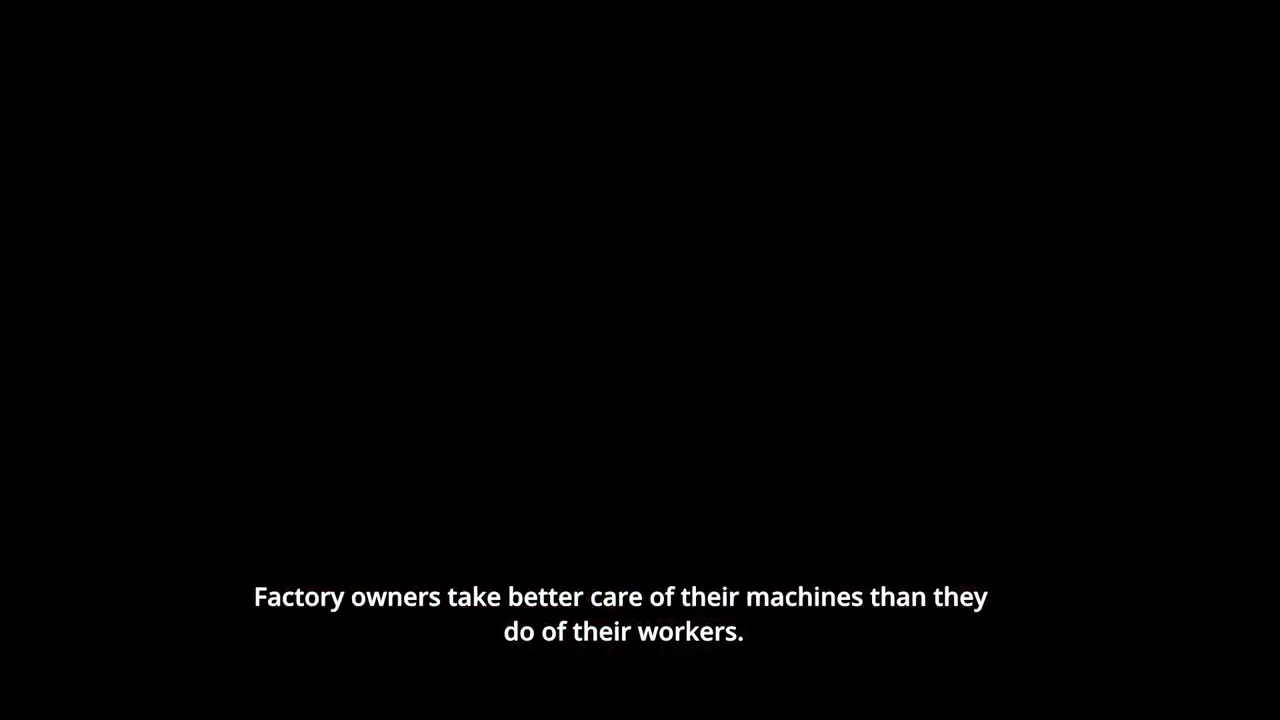 Factory owners take better care of their machines than they
do of their workers.